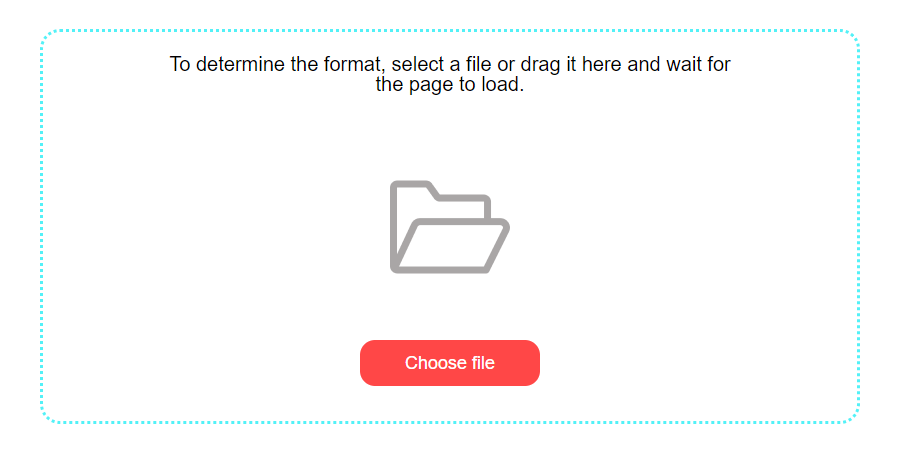 To determine the format, select a file or drag it here and wait for
the page to load.
Choose file